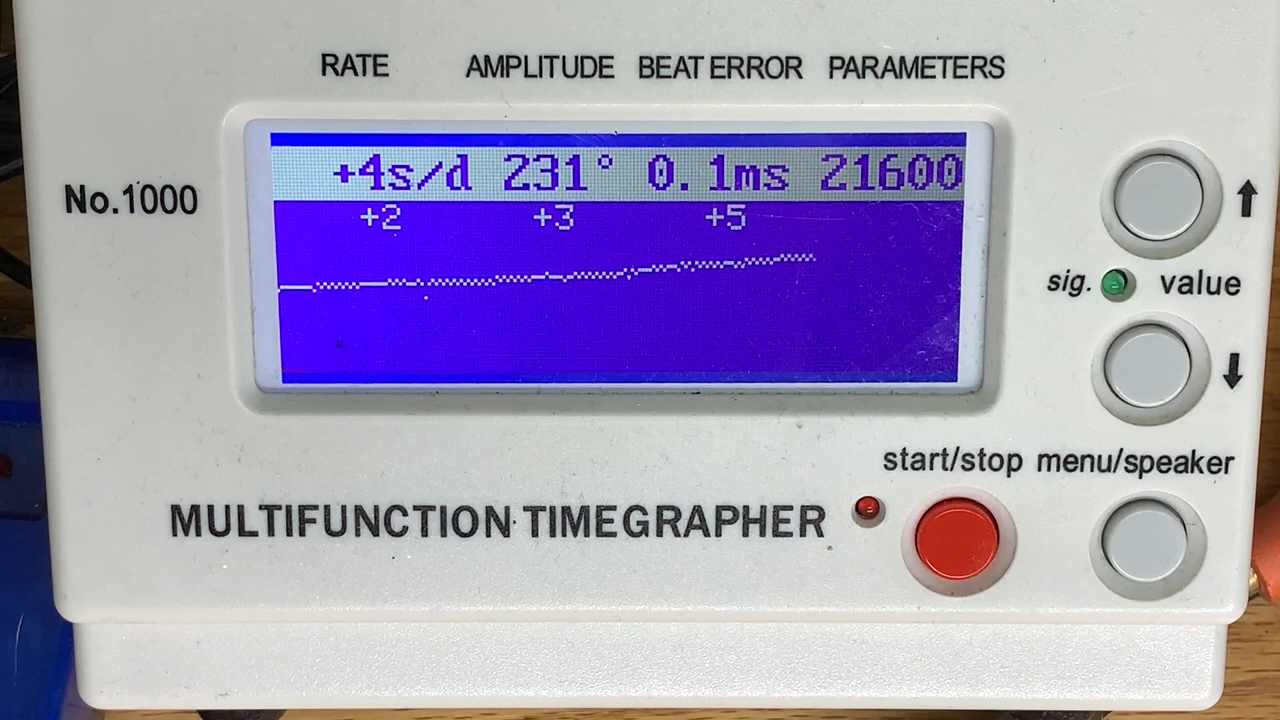 RATE AMPLITUDE BEAT ERROR PARAMETERS
+4s/d 231° 0.1ms 21600
+2 +3 +5
No.1000
sig. value
start/stop menu/speaker
MULTIFUNCTION TIMEGRAPHER